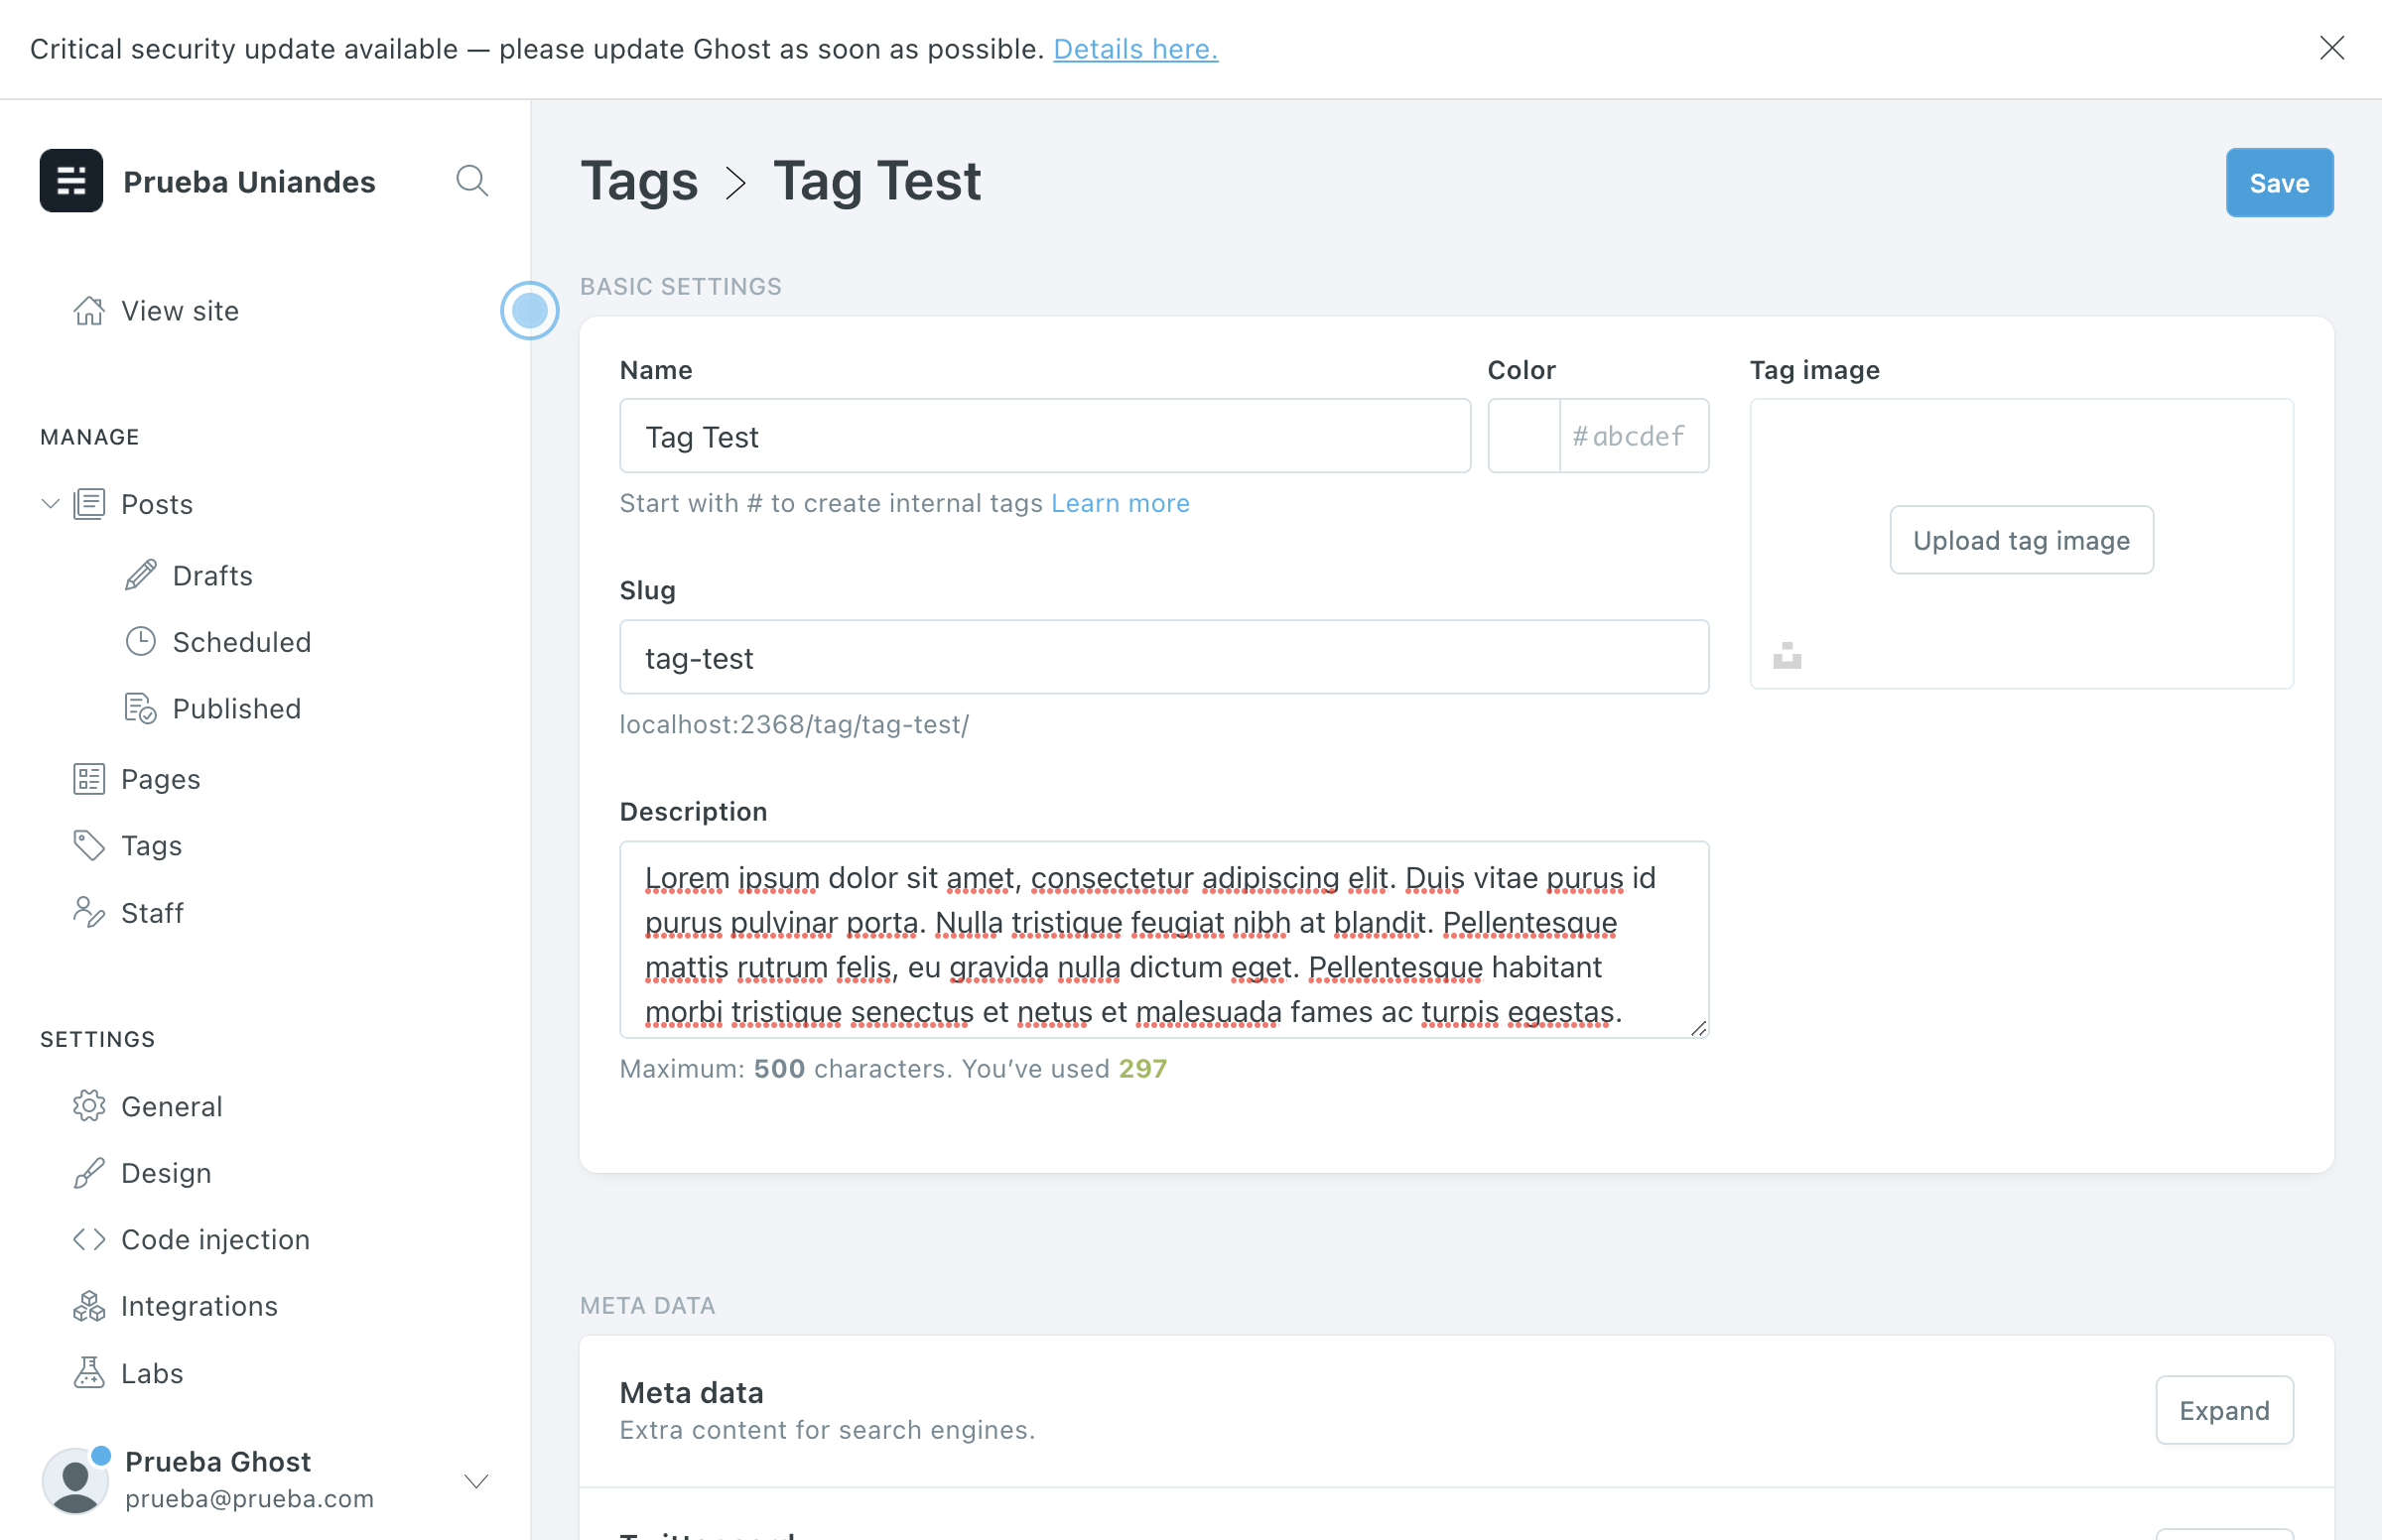 Critical security update available — please update Ghost as soon as possible. Details here.
Prueba Uniandes
View site
MANAGE
Posts
Drafts
Scheduled
Published
Pages
Tags
Staff
SETTINGS
General
Design
Code injection
Integrations
Labs
Prueba Ghost
prueba@prueba.com
Tags > Tag Test
Save
BASIC SETTINGS
Name
Tag Test
Start with # to create internal tags Learn more
Color
#abcdef
Tag image
Upload tag image
Slug
tag-test
localhost:2368/tag/tag-test/
Description
Lorem ipsum dolor sit amet, consectetur adipiscing elit. Duis vitae purus id
purus pulvinar porta. Nulla tristique feugiat nibh at blandit. Pellentesque
mattis rutrum felis, eu gravida nulla dictum eget. Pellentesque habitant
morbi tristique senectus et netus et malesuada fames ac turpis egestas.
Maximum: 500 characters. You’ve used 297
META DATA
Meta data
Extra content for search engines.
Expand